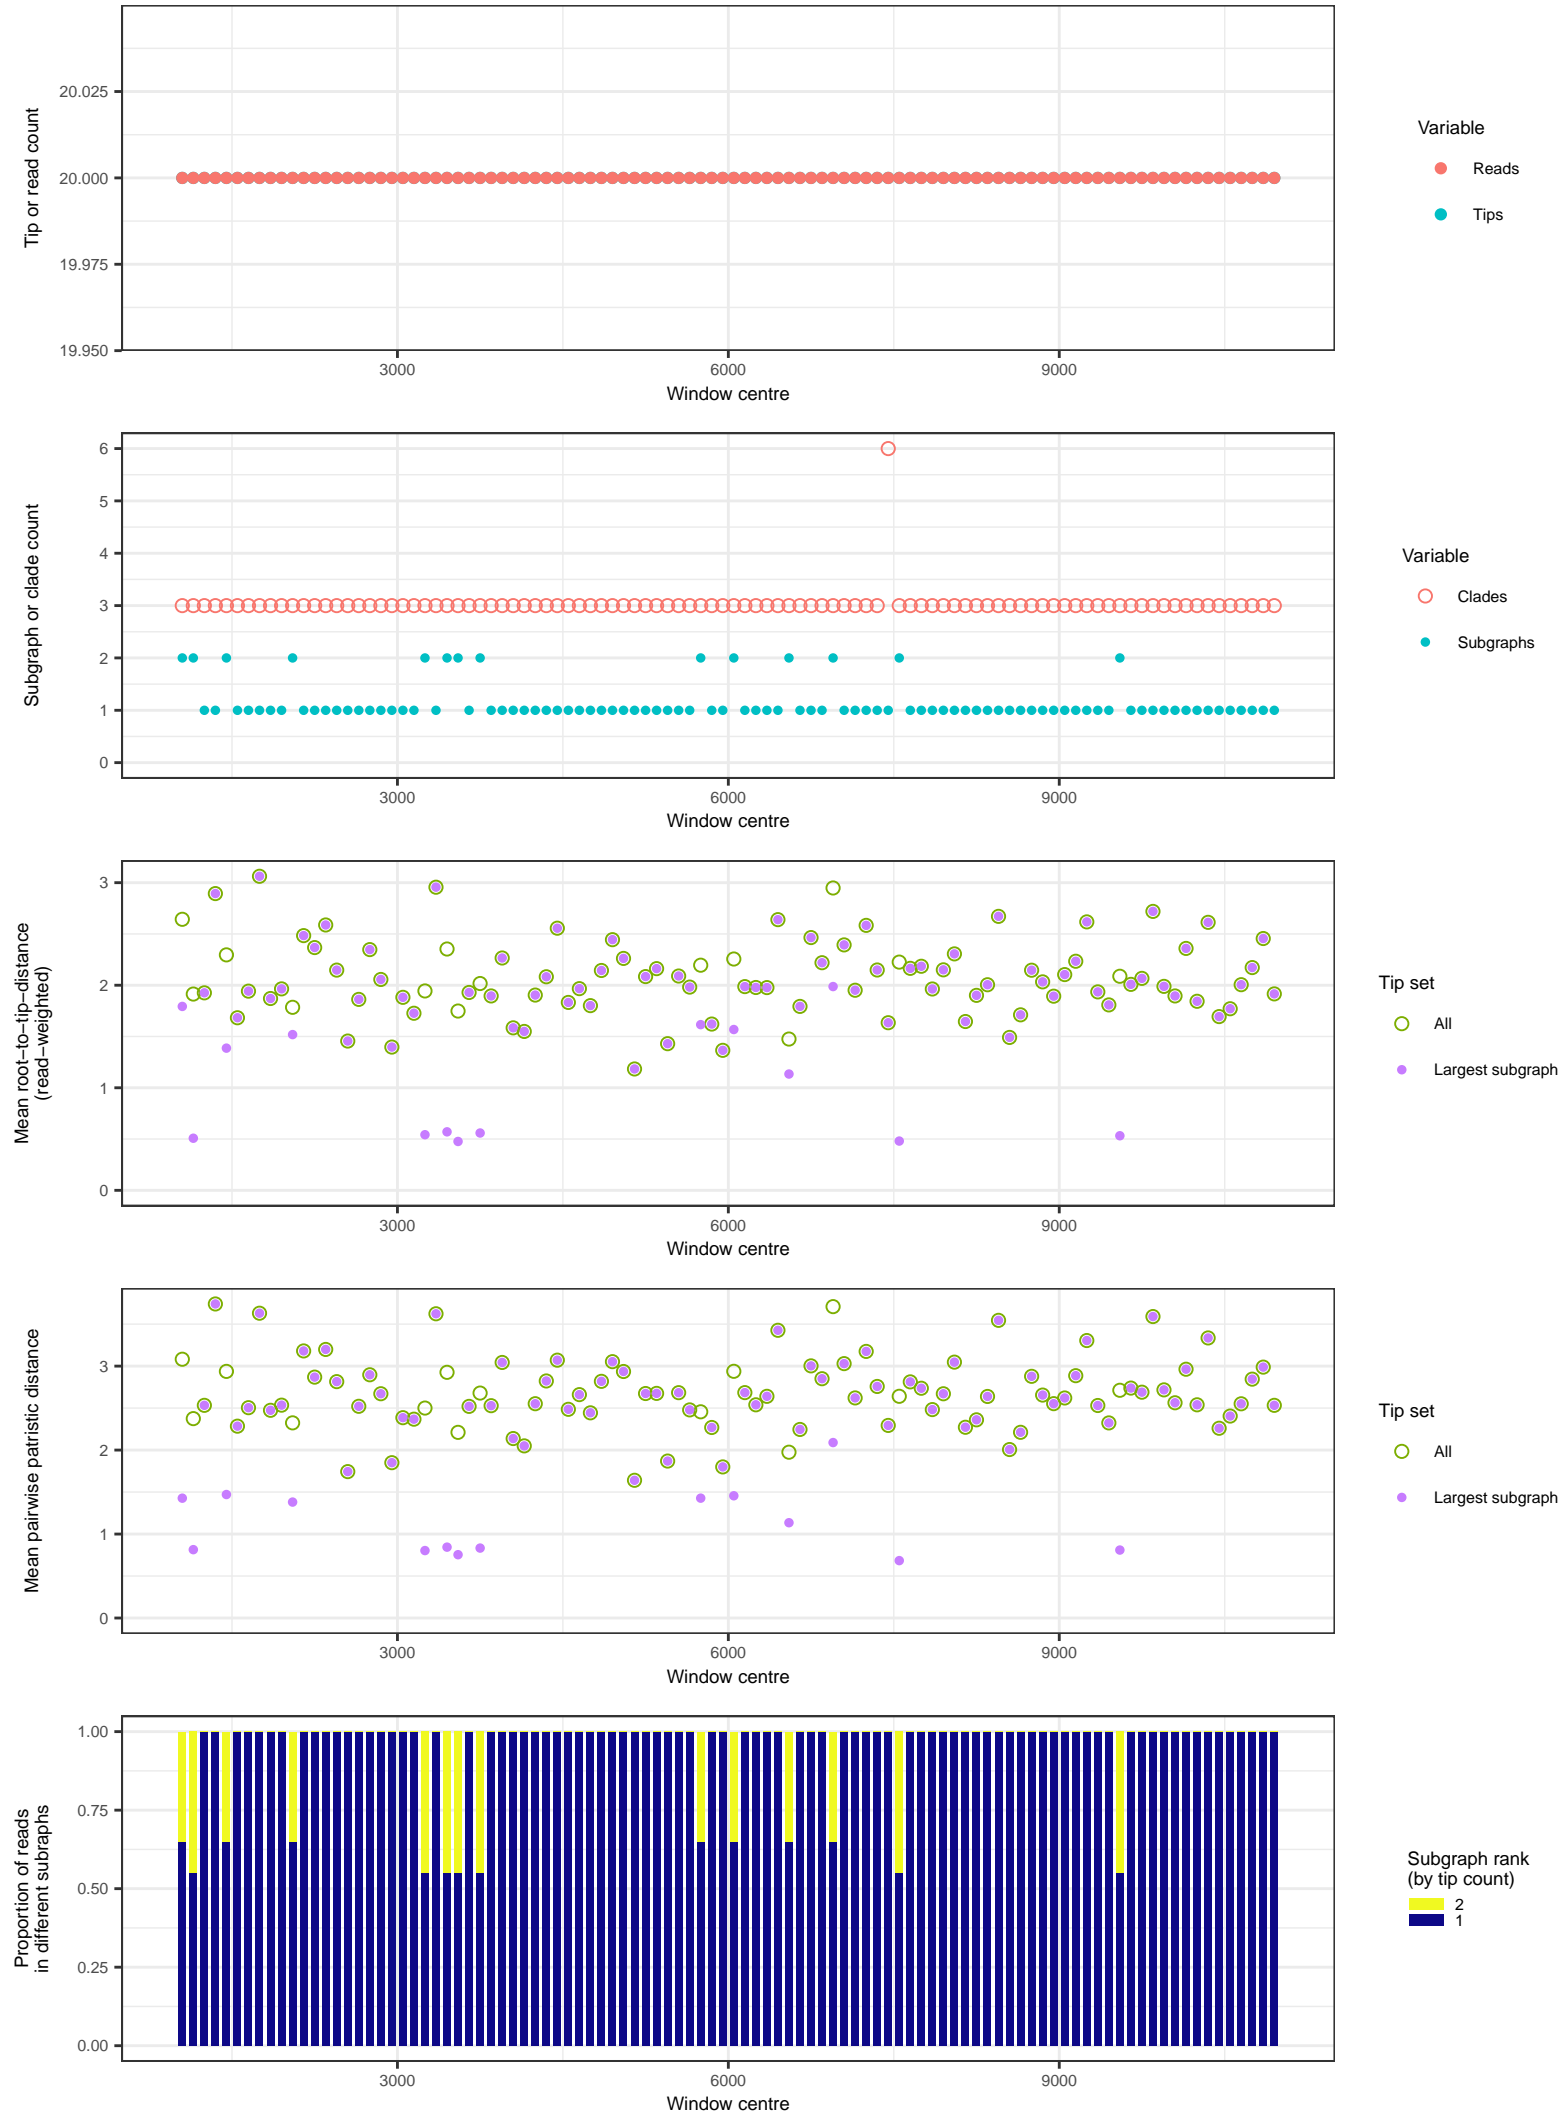 20.025
20.000
19.975
19.950
Tip or read count
3000
6000
9000
Window centre
Variable
Reads
Tips
6
5
4
3
2
1
0
Subgraph or clade count
3000
6000
9000
Window centre
Variable
Clades
Subgraphs
3
2
1
0
Mean root−to−tip−distance
(read−weighted)
3000
6000
9000
Window centre
Tip set
All
Largest subgraph
3
2
1
0
Mean pairwise patristic distance
3000
6000
9000
Window centre
Tip set
All
Largest subgraph
1.00
0.75
0.50
0.25
0.00
Proportion of reads
in different subraphs
3000
6000
9000
Window centre
Subgraph rank
(by tip count)
2
1